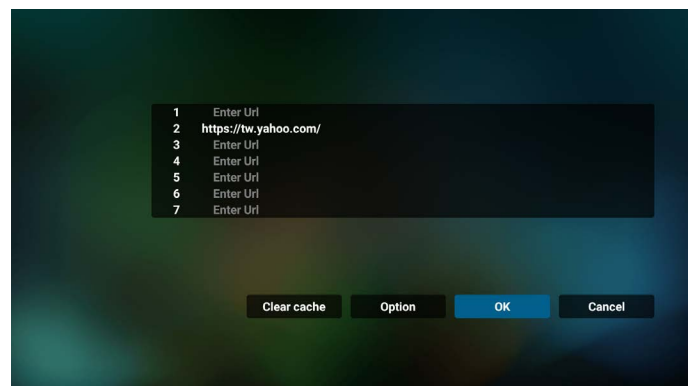 1 Enter Url
2 https://tw.yahoo.com/
3 Enter Url
4 Enter Url
5 Enter Url
6 Enter Url
7 Enter Url
Clear cache Option OK Cancel